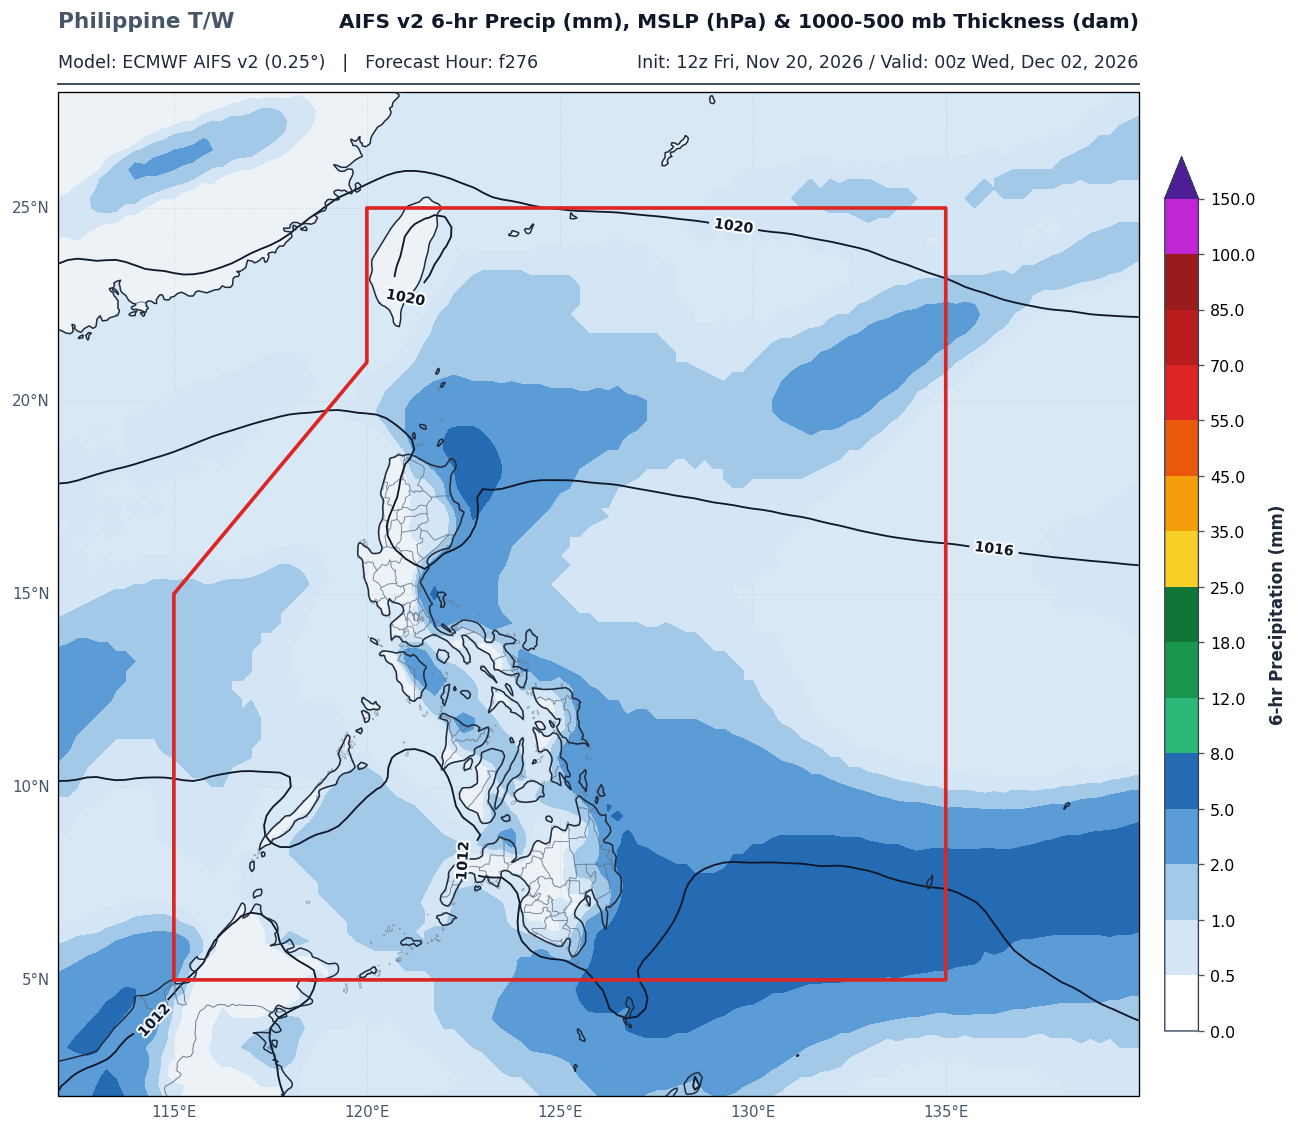 Philippine T/W
AIFS v2 6-hr Precip (mm), MSLP (hPa) & 1000-500 mb Thickness (dam)
Model: ECMWF AIFS v2 (0.25°) | Forecast Hour: f276
Init: 12z Fri, Nov 20, 2026 / Valid: 00z Wed, Dec 02, 2026
25°N
20°N
15°N
10°N
5°N
115°E
120°E
125°E
130°E
135°E
1020
1020
1016
1012
1012
150.0
100.0
85.0
70.0
55.0
45.0
35.0
25.0
18.0
12.0
8.0
5.0
2.0
1.0
0.5
0.0
6-hr Precipitation (mm)